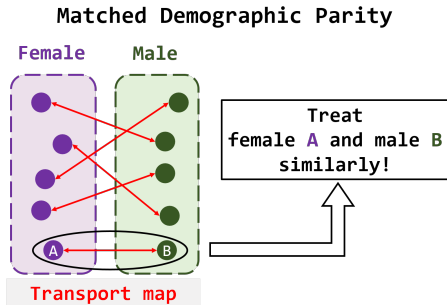 Matched Demographic Parity
Female
Male
Treat
female A and male B
similarly!
A
B
Transport map